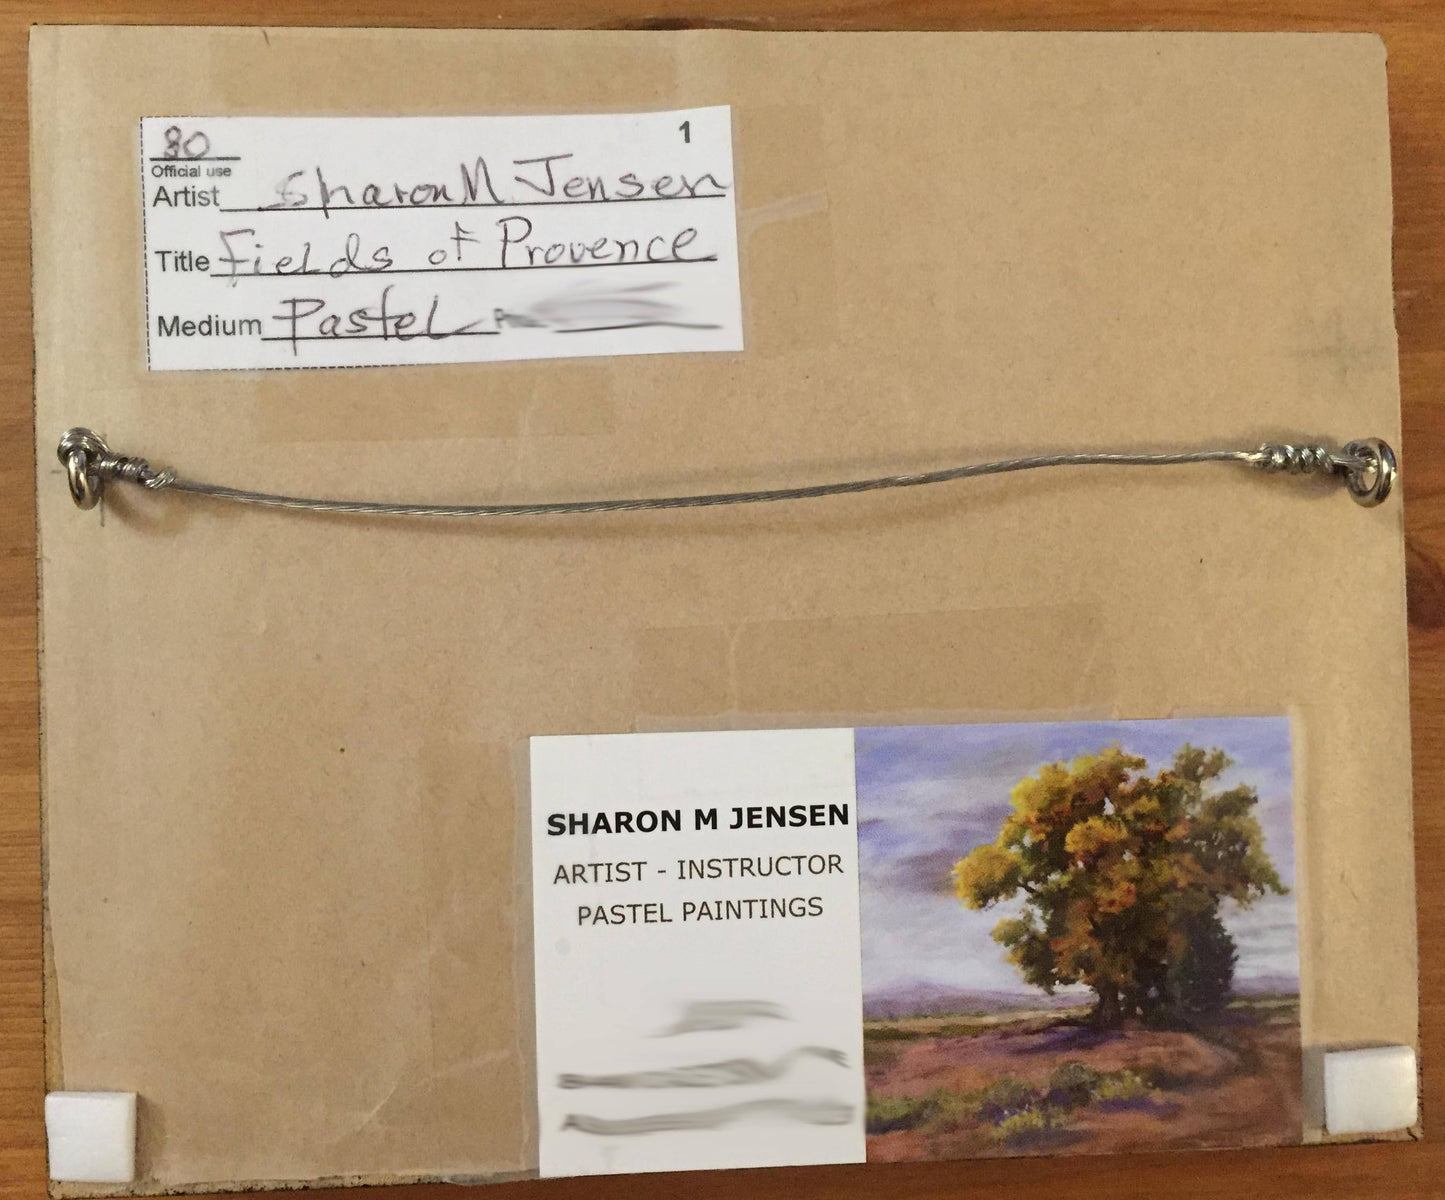 80
1
Official use
Artist Sharon M. Jensen
Title Fields of Provence
Medium Pastel
SHARON M JENSEN
ARTIST - INSTRUCTOR
PASTEL PAINTINGS